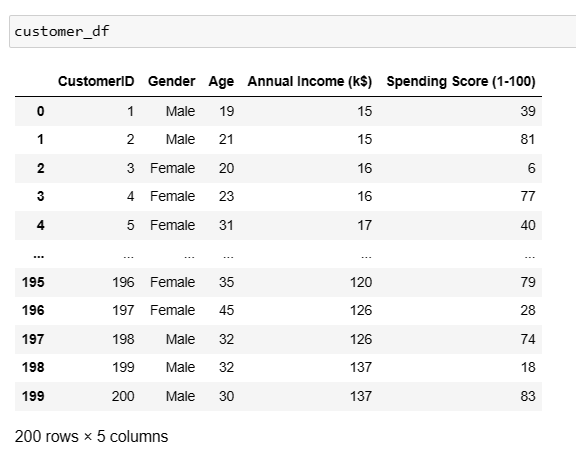 customer_df
CustomerID Gender Age Annual Income (k$) Spending Score (1-100)
0 1 Male 19 15 39
1 2 Male 21 15 81
2 3 Female 20 16 6
3 4 Female 23 16 77
4 5 Female 31 17 40
... ... ... ... ... ...
195 196 Female 35 120 79
196 197 Female 45 126 28
197 198 Male 32 126 74
198 199 Male 32 137 18
199 200 Male 30 137 83
200 rows × 5 columns